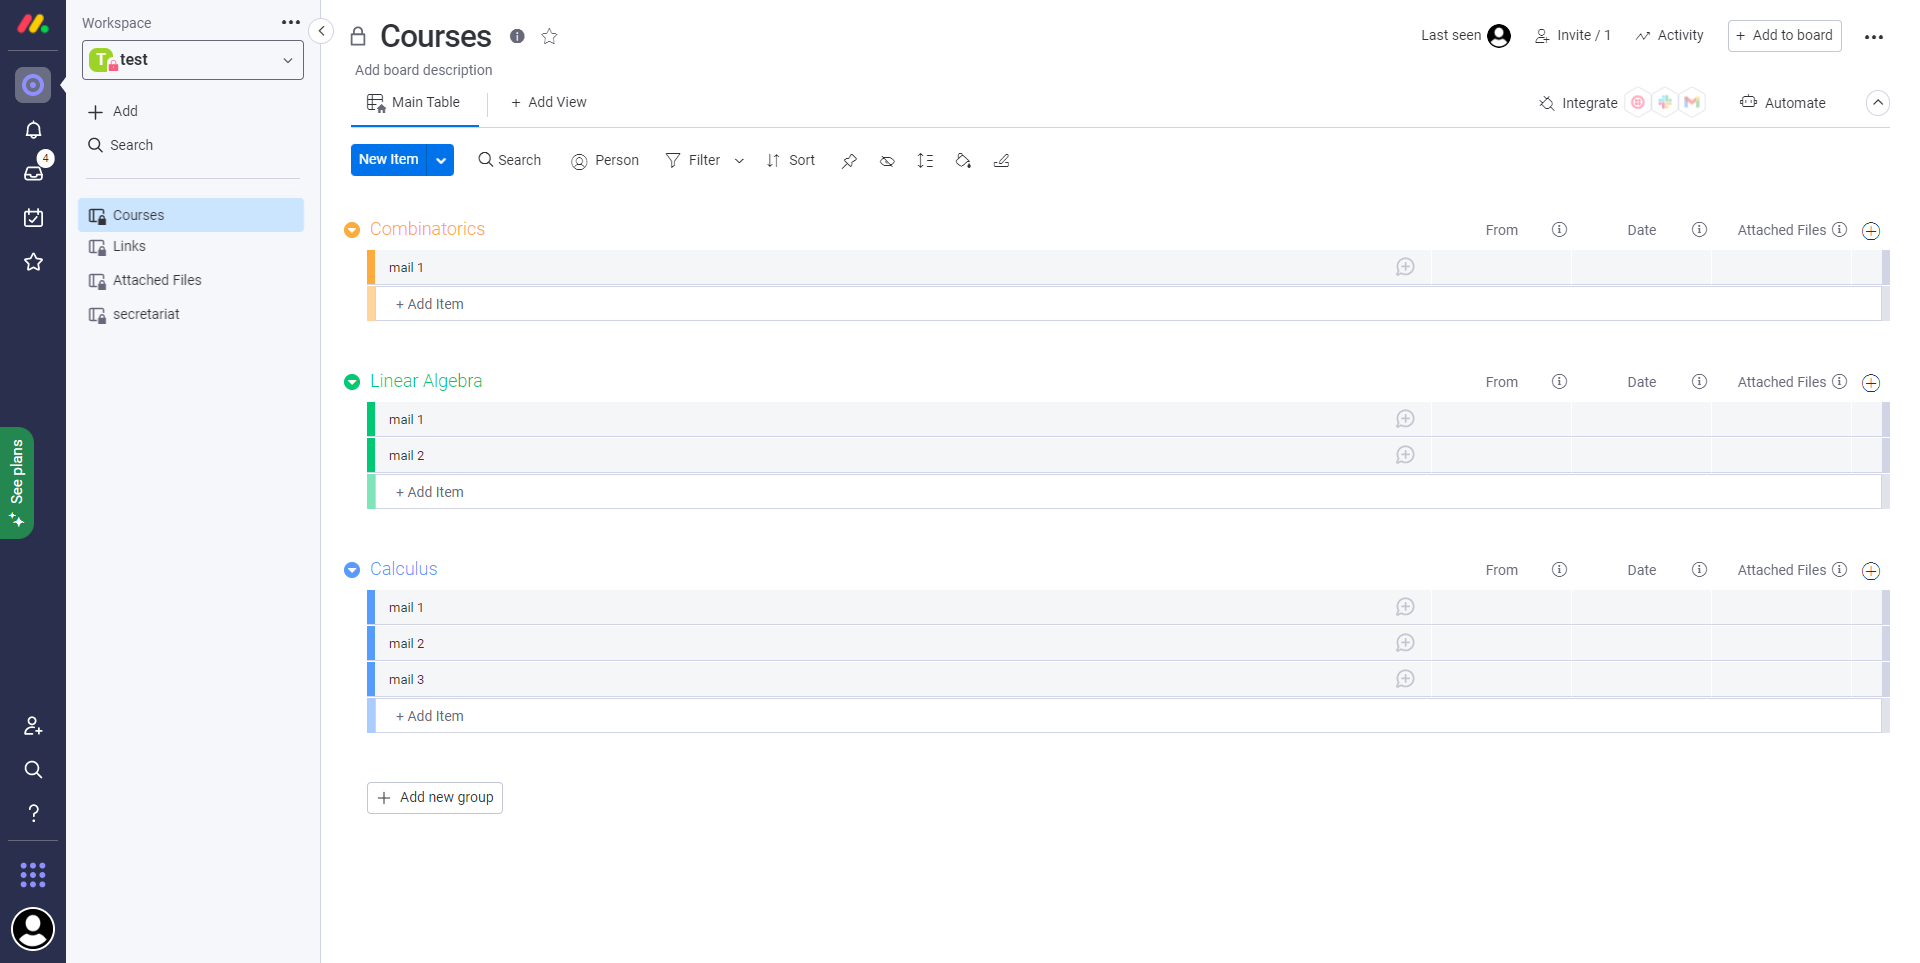 Workspace
T test
Add
Search
4
Courses
Links
Attached Files
secretariat
See plans
Courses
Last seen
Invite / 1
Activity
+ Add to board
Add board description
Main Table
+ Add View
Integrate
Automate
New Item
Search
Person
Filter
Sort
Combinatorics From Date Attached Files
mail 1
+ Add Item
Linear Algebra From Date Attached Files
mail 1
mail 2
+ Add Item
Calculus From Date Attached Files
mail 1
mail 2
mail 3
+ Add Item
+ Add new group